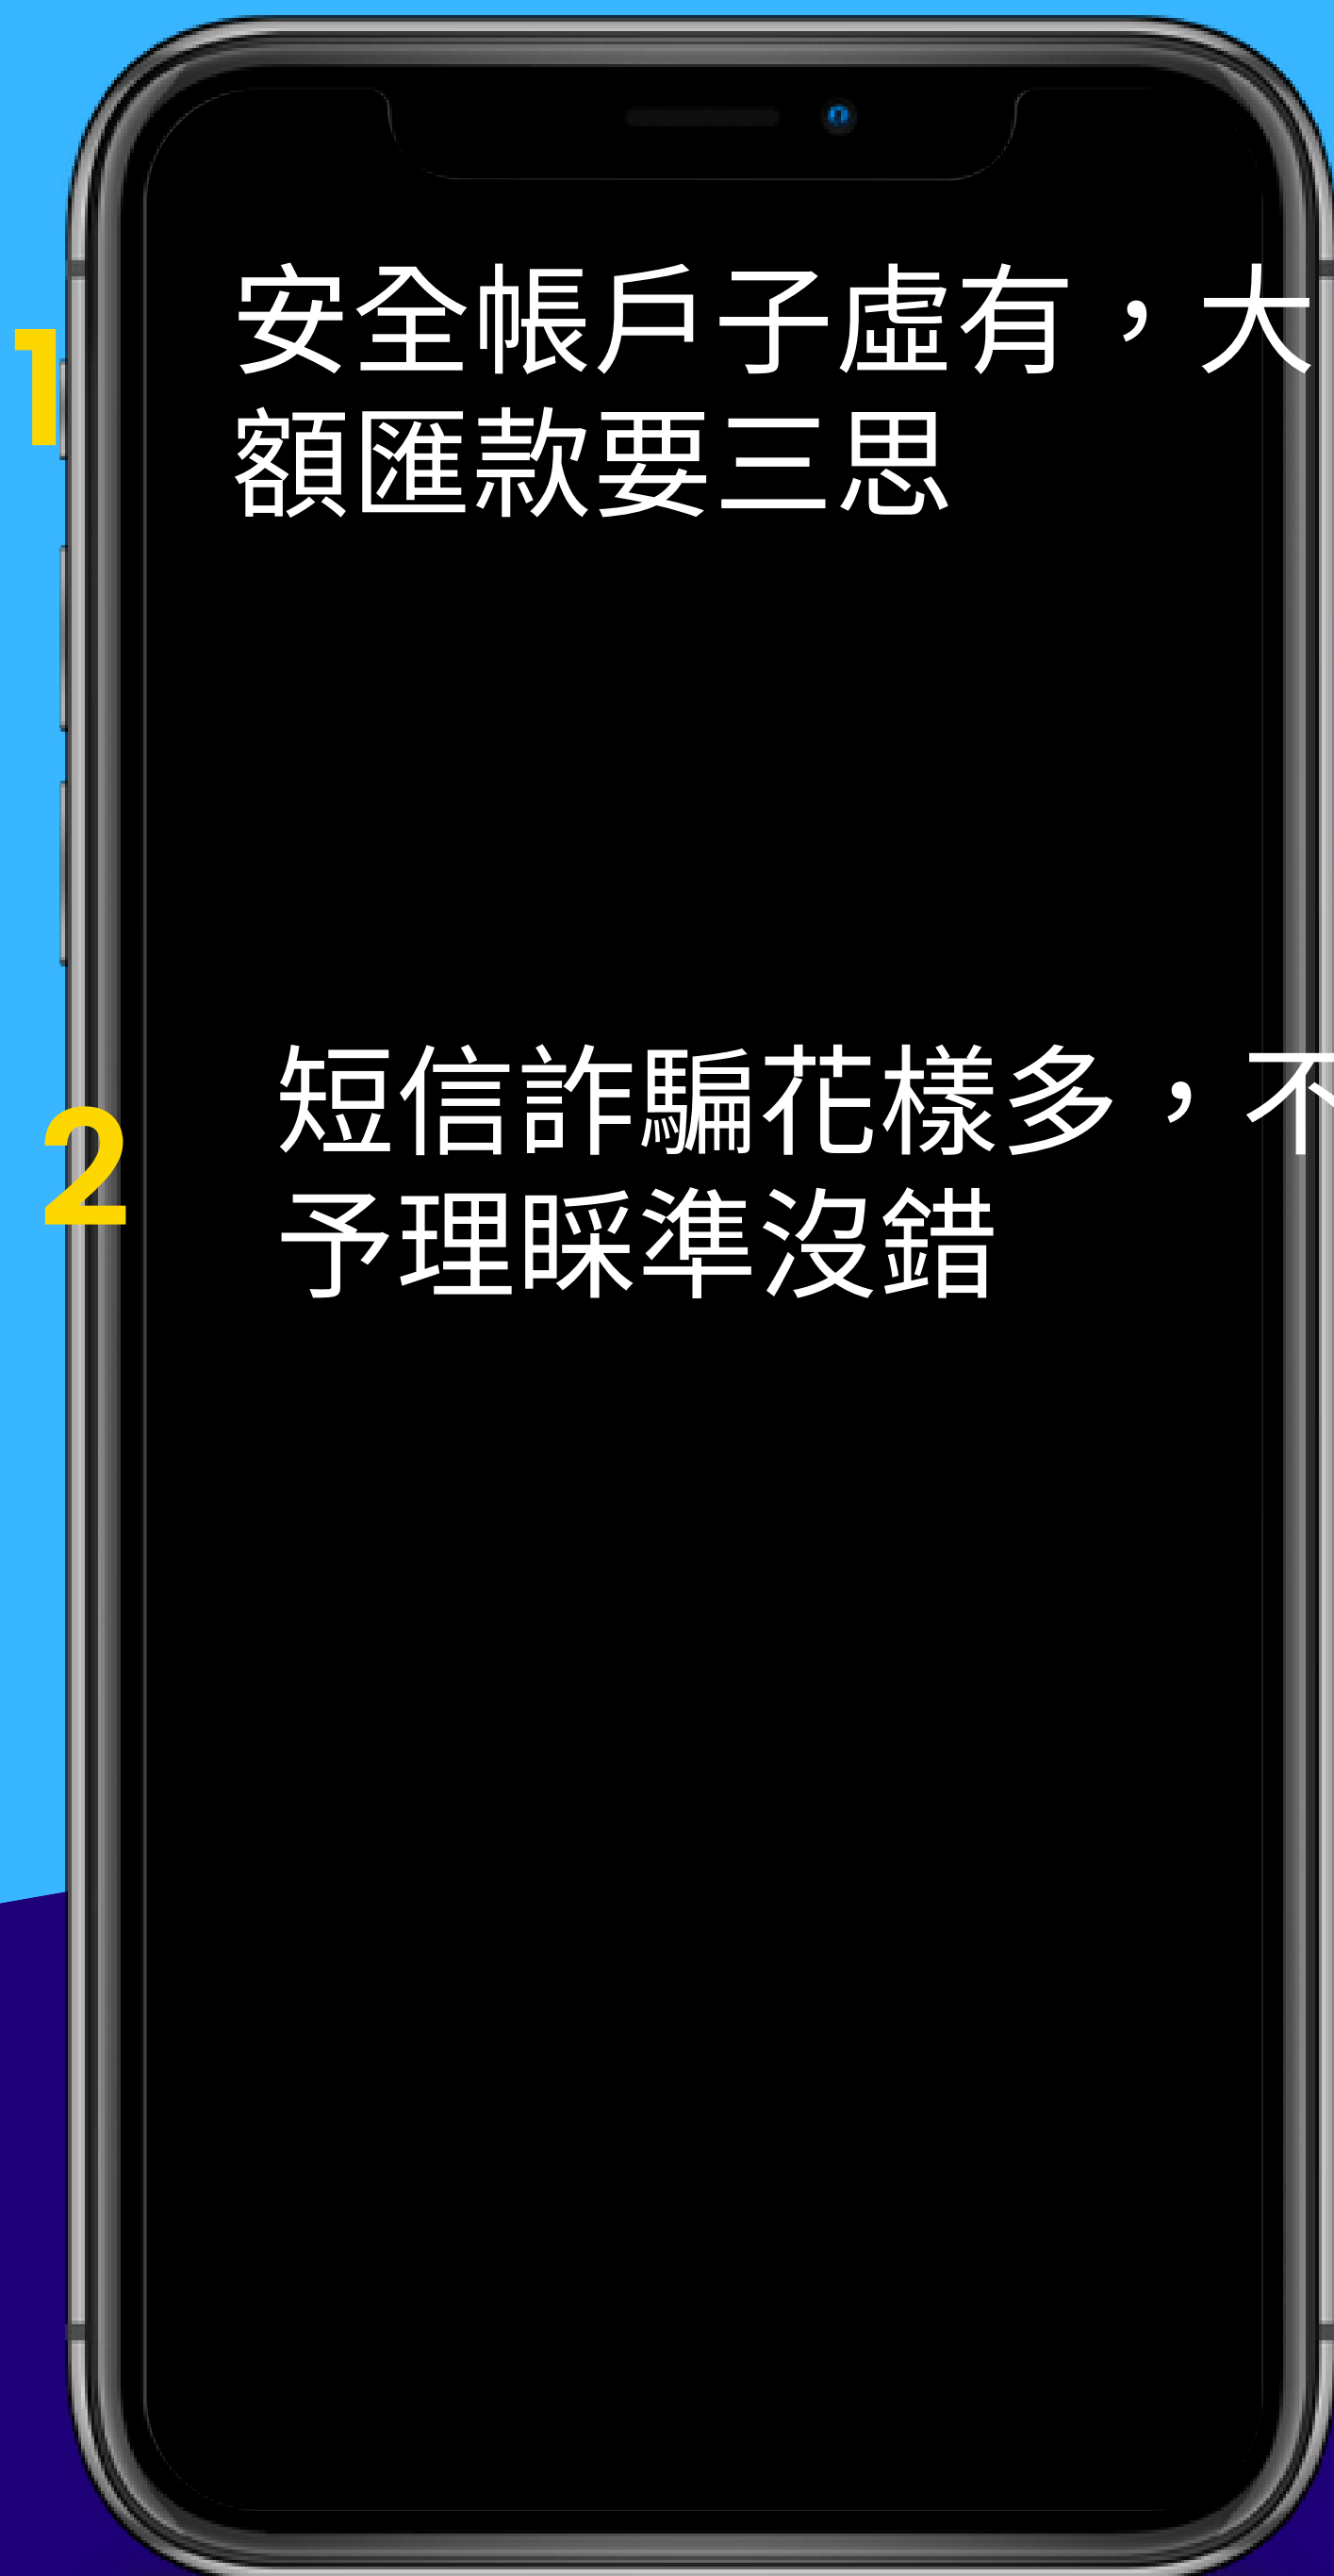 1
安全帳戶子虛有，大
額匯款要三思
2
短信詐騙花樣多，不
予理睬準沒錯